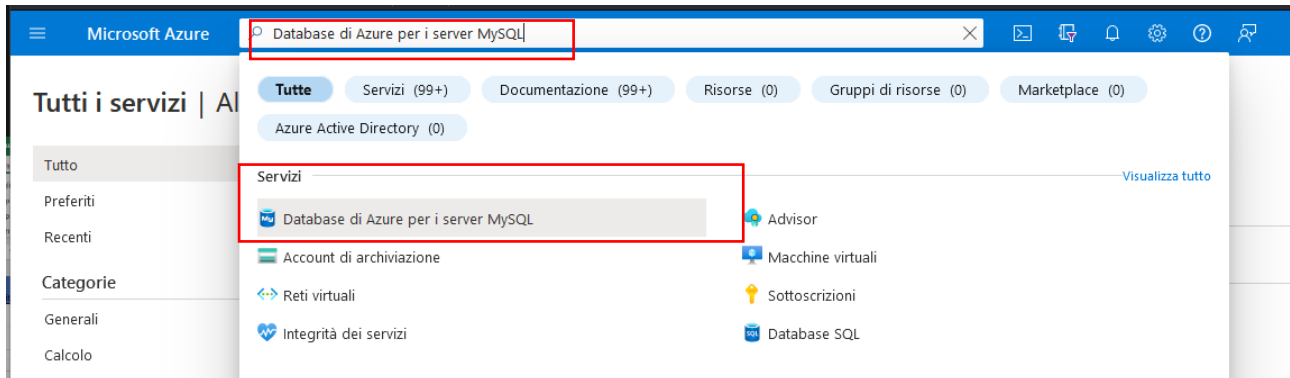 Microsoft Azure
Database di Azure per i server MySQL
Tutti i servizi | Al
Tutte
Servizi (99+)
Documentazione (99+)
Risorse (0)
Gruppi di risorse (0)
Marketplace (0)
Azure Active Directory (0)
Tutto
Preferiti
Recenti
Categorie
Generali
Calcolo
Servizi
Visualizza tutto
Database di Azure per i server MySQL
Advisor
Account di archiviazione
Macchine virtuali
Reti virtuali
Sottoscrizioni
Integrità dei servizi
Database SQL